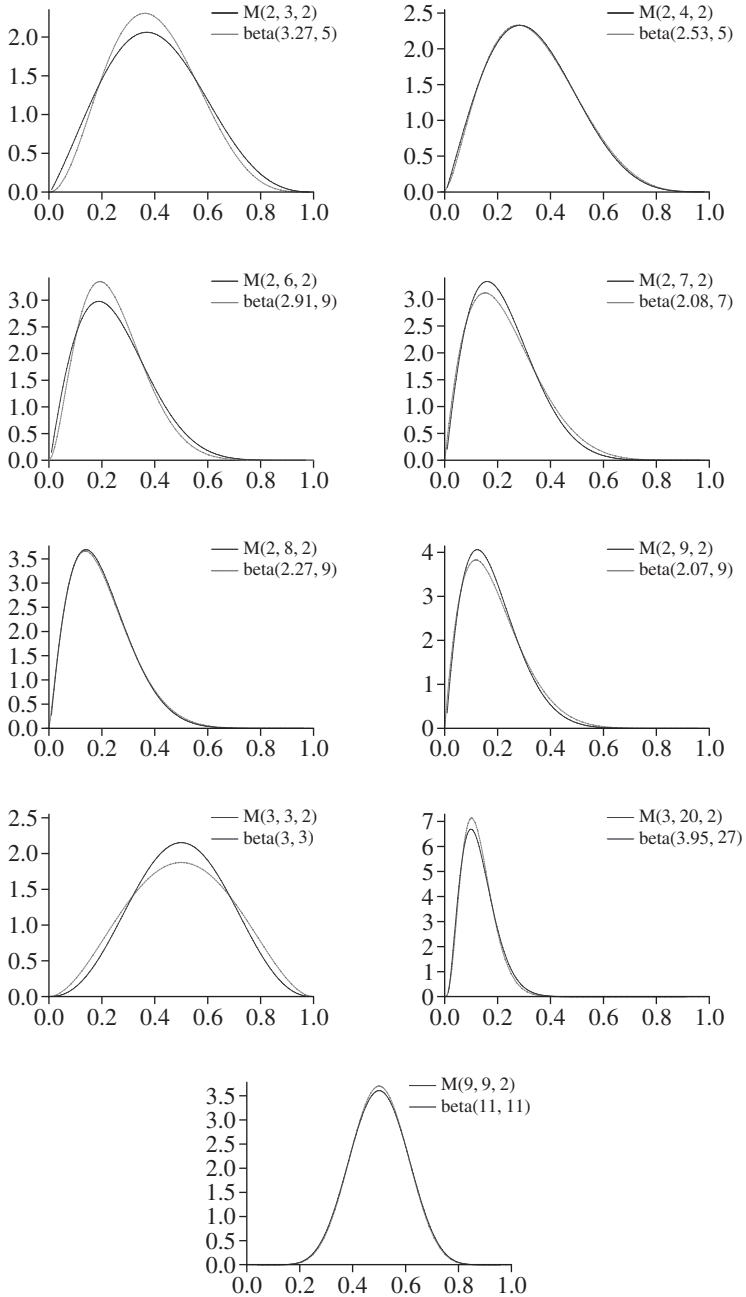 M(2, 3, 2)
beta(3.27, 5)
2.0
1.5
1.0
0.5
0.0
0.0 0.2 0.4 0.6 0.8 1.0
M(2, 4, 2)
beta(2.53, 5)
2.5
2.0
1.5
1.0
0.5
0.0
0.0 0.2 0.4 0.6 0.8 1.0
M(2, 6, 2)
beta(2.91, 9)
3.0
2.5
2.0
1.5
1.0
0.5
0.0
0.0 0.2 0.4 0.6 0.8 1.0
M(2, 7, 2)
beta(2.08, 7)
3.0
2.5
2.0
1.5
1.0
0.5
0.0
0.0 0.2 0.4 0.6 0.8 1.0
M(2, 8, 2)
beta(2.27, 9)
3.5
3.0
2.5
2.0
1.5
1.0
0.5
0.0
0.0 0.2 0.4 0.6 0.8 1.0
M(2, 9, 2)
beta(2.07, 9)
4
3
2
1
0
0.0 0.2 0.4 0.6 0.8 1.0
M(3, 3, 2)
beta(3, 3)
2.5
2.0
1.5
1.0
0.5
0.0
0.0 0.2 0.4 0.6 0.8 1.0
M(3, 20, 2)
beta(3.95, 27)
7
6
5
4
3
2
1
0
0.0 0.2 0.4 0.6 0.8 1.0
M(9, 9, 2)
beta(11, 11)
3.5
3.0
2.5
2.0
1.5
1.0
0.5
0.0
0.0 0.2 0.4 0.6 0.8 1.0